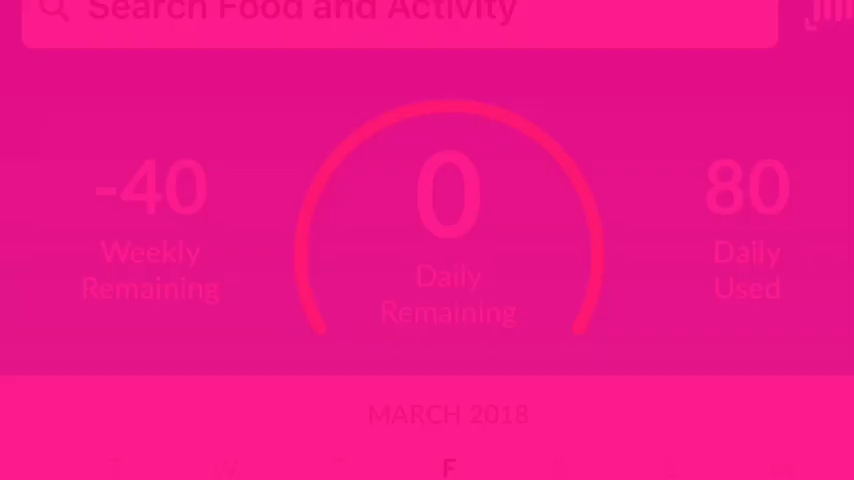 Search Food and Activity
-40
Weekly
Remaining
0
Daily
Remaining
80
Daily
Used
MARCH 2018
F